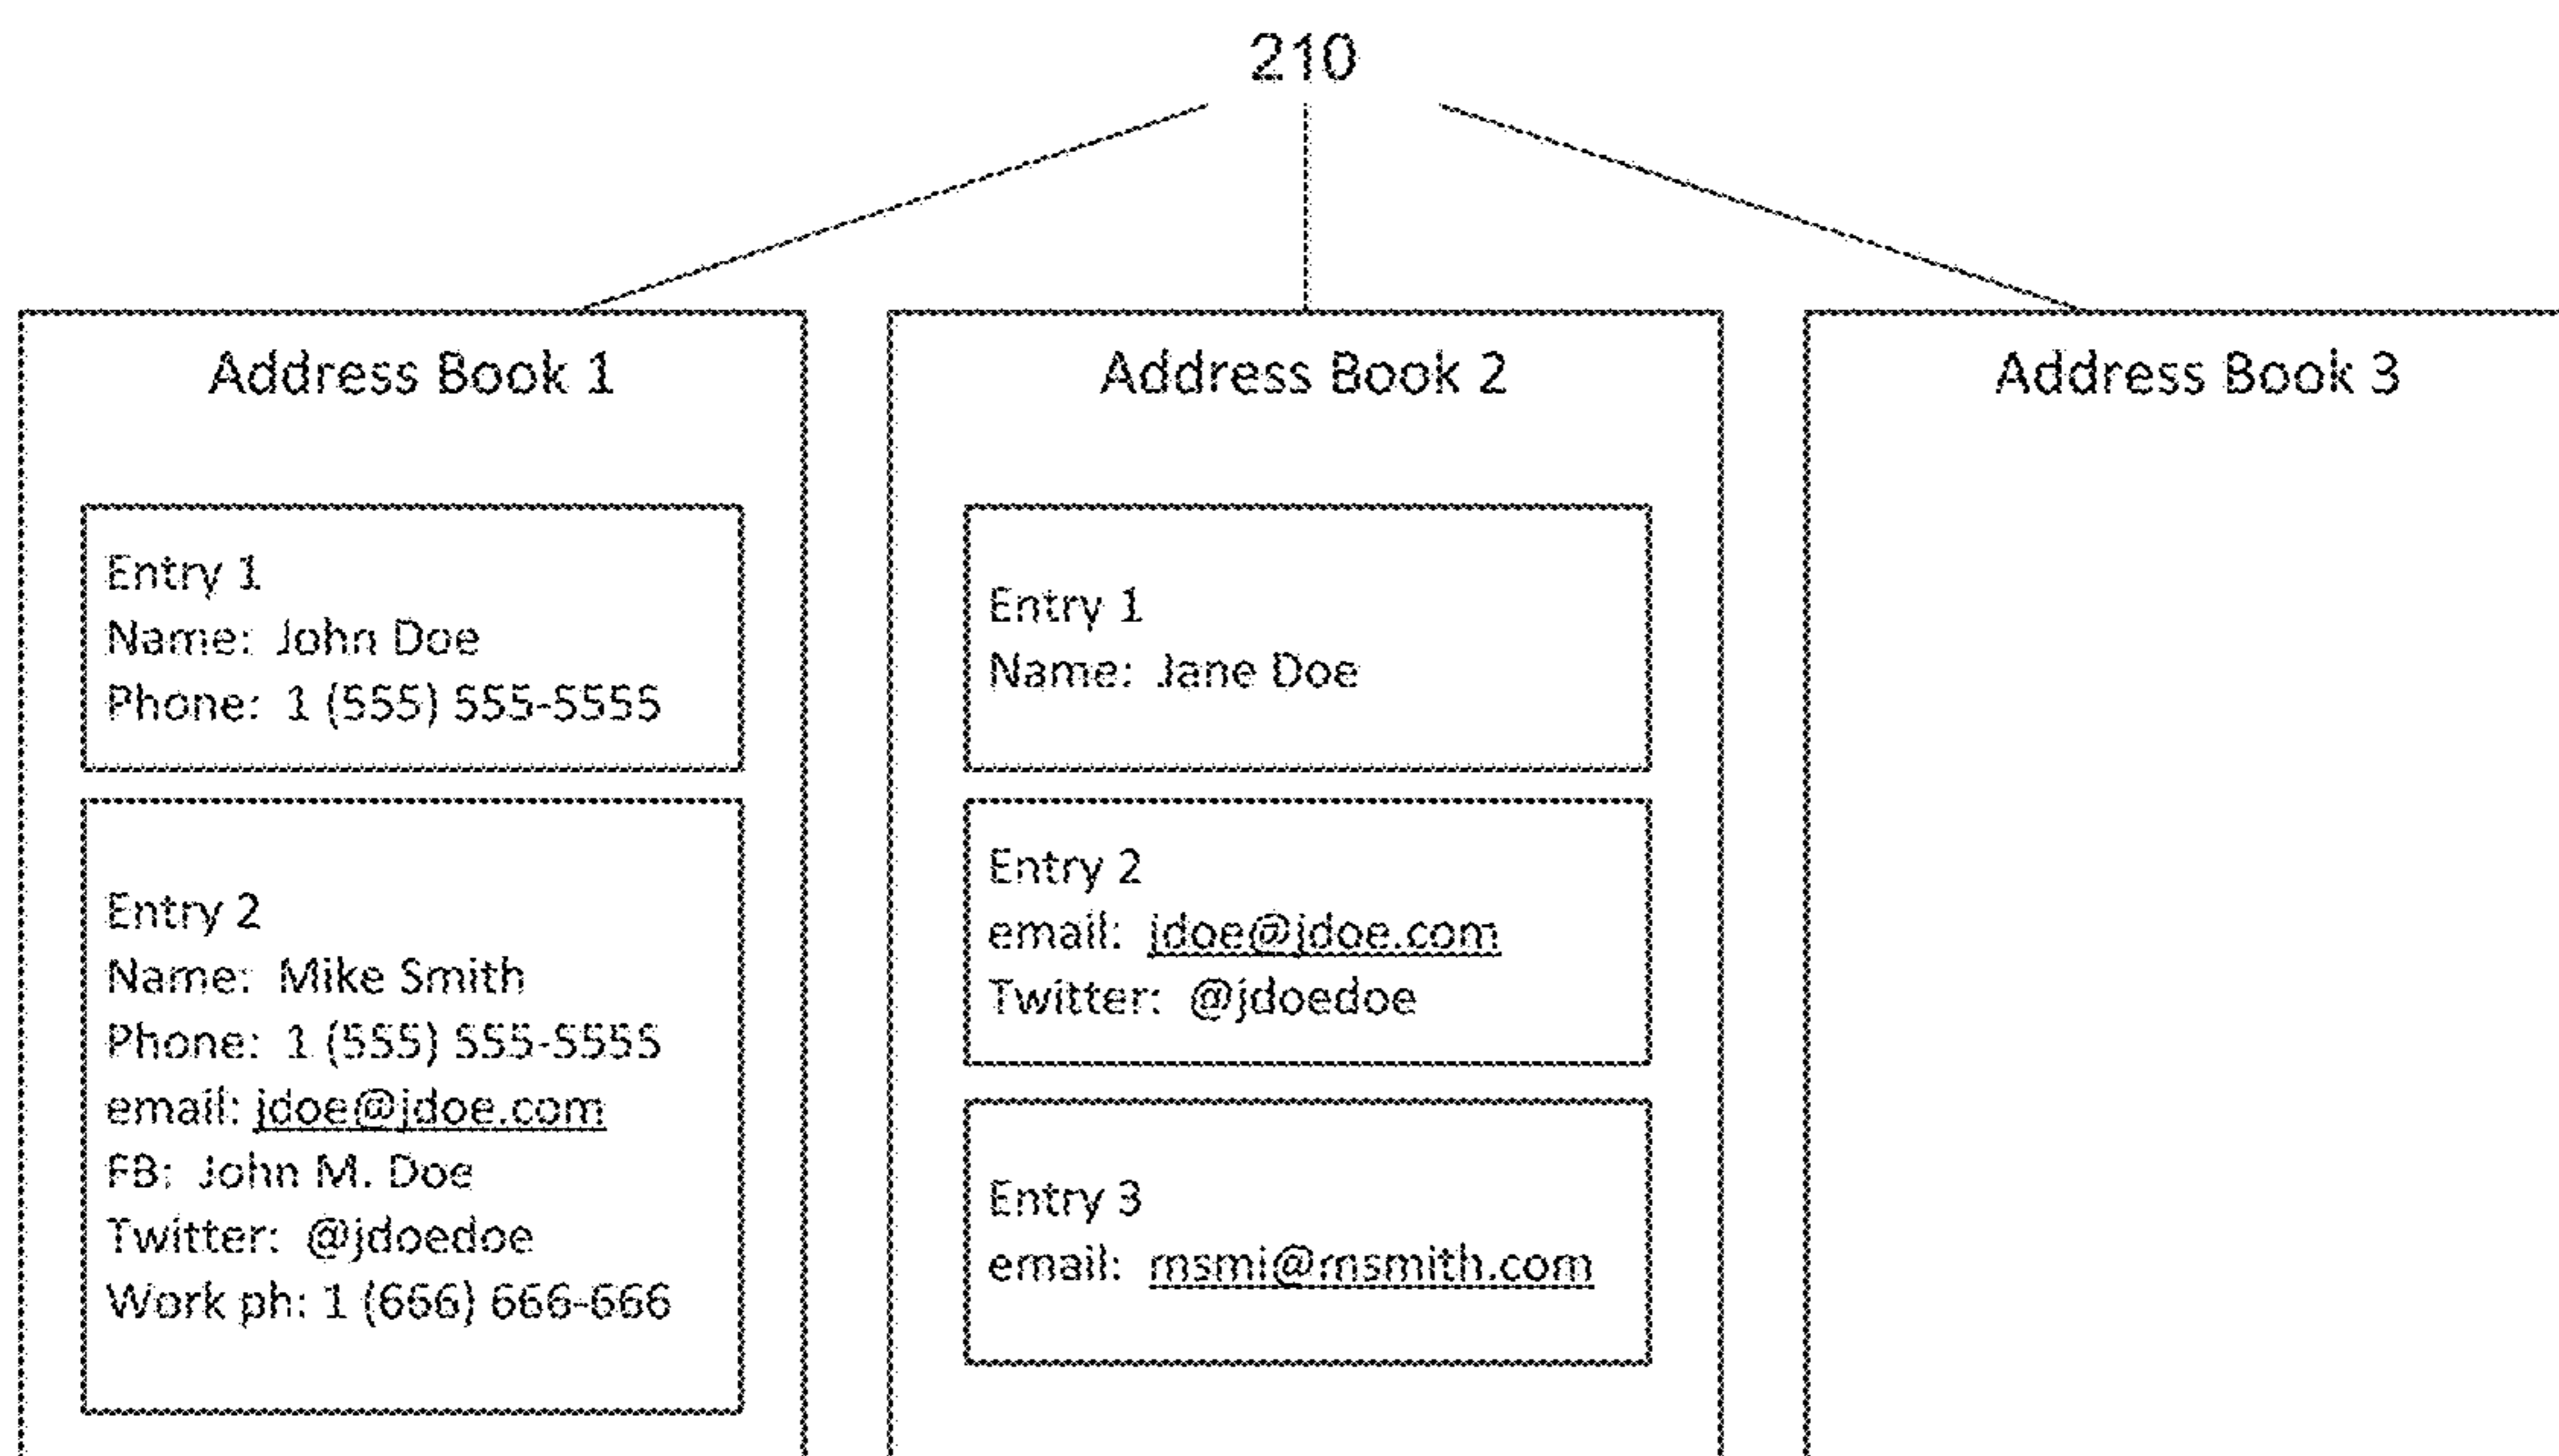 210
Address Book 1
Entry 1
Name: John Doe
Phone: 1 (555) 555-5555
Entry 2
Name: Mike Smith
Phone: 1 (555) 555-5555
email: jdoe@jdoe.com
FB: John M. Doe
Twitter: @jdoedoe
Work ph: 1 (666) 666-666
Address Book 2
Entry 1
Name: Jane Doe
Entry 2
email: jdoe@jdoe.com
Twitter: @jdoedoe
Entry 3
email: msmi@msmith.com
Address Book 3